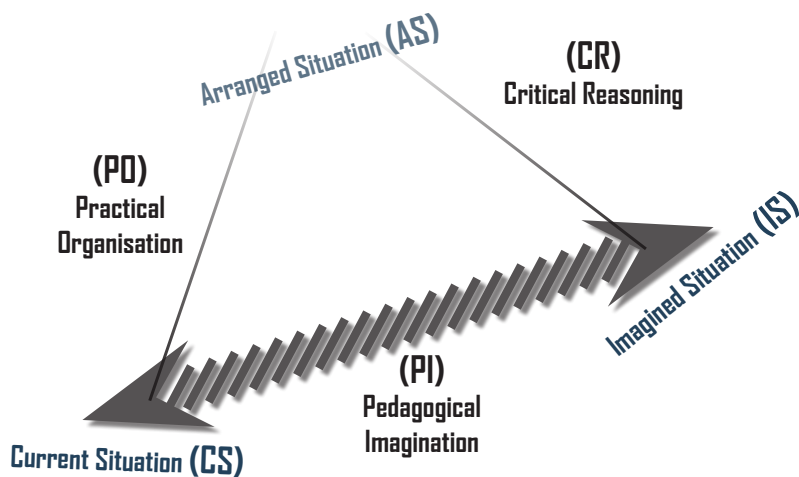 Arranged Situation (AS)
(CR)
Critical Reasoning
(PO)
Practical
Organisation
Imagined Situation (IS)
(PI)
Pedagogical
Imagination
Current Situation (CS)